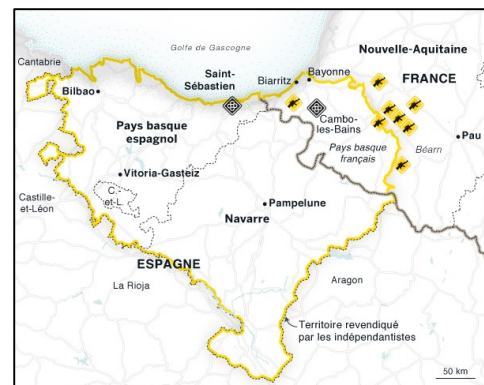 Golfe de Gascogne
Nouvelle-Aquitaine
Cantabrie
Saint-
Sébastien
Biarritz
Bayonne
FRANCE
Bilbao
Cambo-
les-Bains
Pays basque
espagnol
Pays basque
français
Béarn
Pau
Vitoria-Gasteiz
C.-
et-L.
Castille-
et-Léon
Pampelune
Navarre
ESPAGNE
La Rioja
Aragon
Territoire revendiqué
par les indépendantistes
50 km